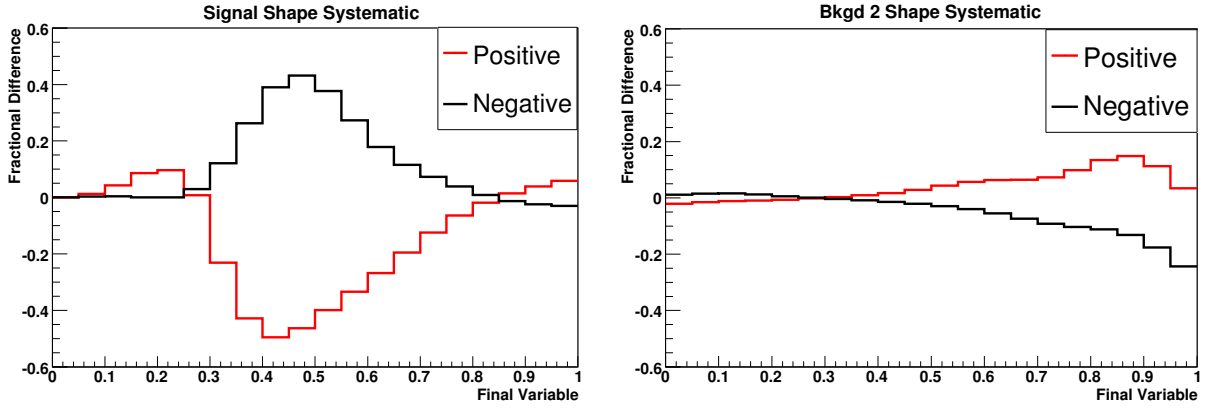 Signal Shape Systematic
Fractional Difference
0.6
0.4
0.2
0
-0.2
-0.4
-0.6
Positive
Negative
0 0.1 0.2 0.3 0.4 0.5 0.6 0.7 0.8 0.9 1
Final Variable
Bkgd 2 Shape Systematic
Fractional Difference
0.6
0.4
0.2
0
-0.2
-0.4
-0.6
Positive
Negative
0 0.1 0.2 0.3 0.4 0.5 0.6 0.7 0.8 0.9 1
Final Variable